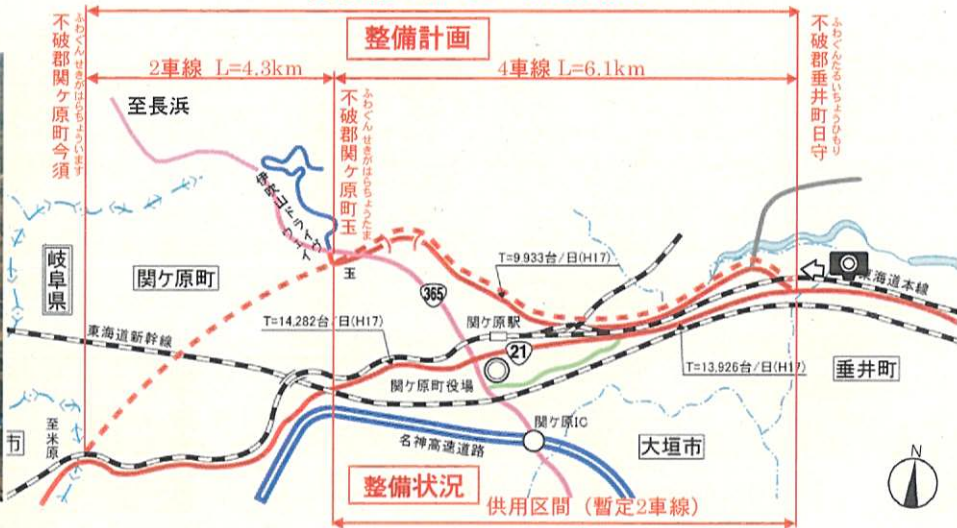 整備計画
2車線 L=4.3km
4車線 L=6.1km
ふわぐんせきがはらちょういます
不破郡関ケ原町今須
ふわぐんせきがはらちょうたま
不破郡関ケ原町玉
ふわぐんたるいちょうひもり
不破郡垂井町日守
至長浜
伊吹山ドライブウェイ
岐阜県
関ケ原町
玉
T=9,933台/日(H17)
365
東海道本線
東海道新幹線
T=14,282台/日(H17)
関ケ原駅
21
関ケ原町役場
T=13,926台/日(H17)
垂井町
至米原
市
名神高速道路
関ケ原IC
大垣市
N
整備状況
供用区間(暫定2車線)